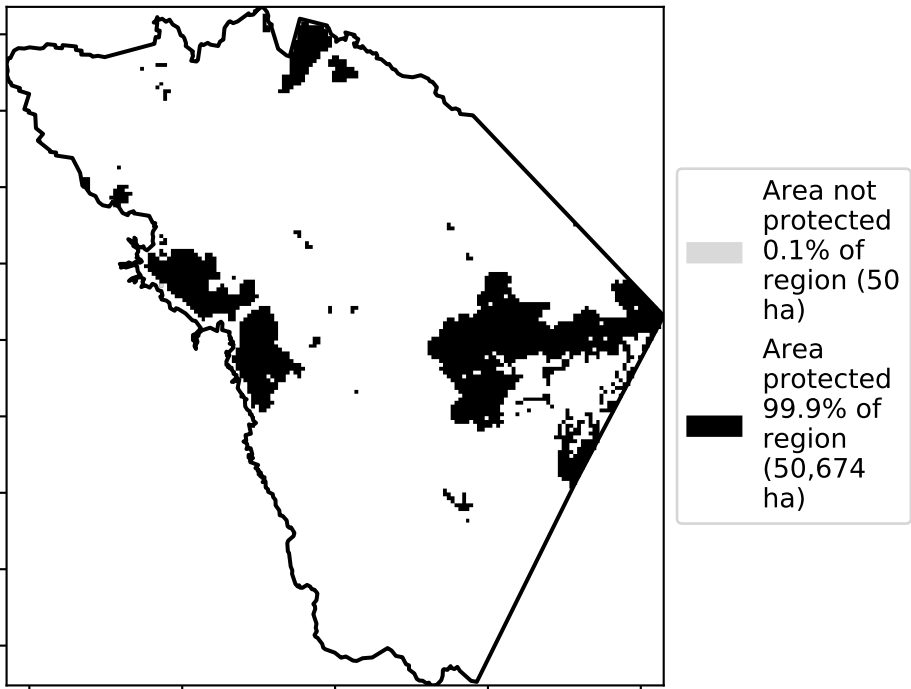 Area not
protected
0.1% of
region (50
ha)
Area
protected
99.9% of
region
(50,674
ha)